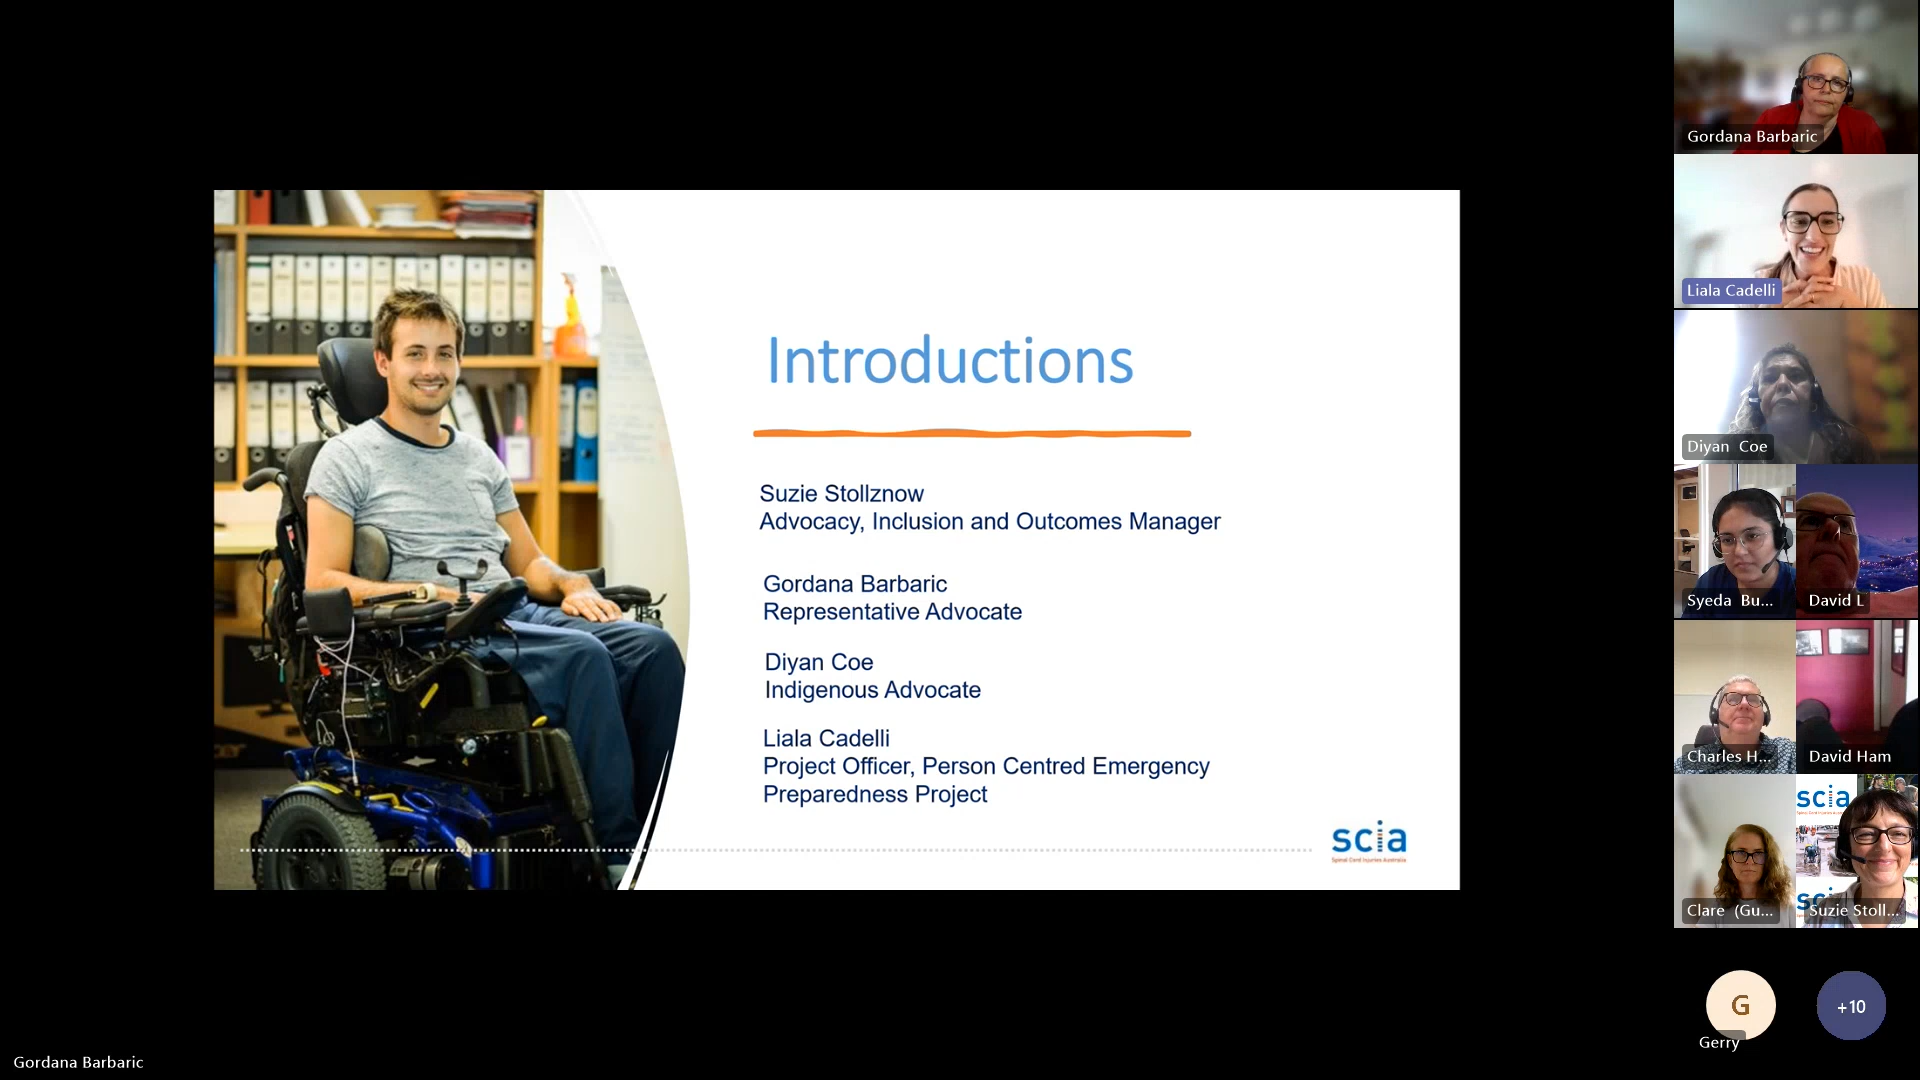 Introductions
Suzie Stollznow
Advocacy, Inclusion and Outcomes Manager
Gordana Barbaric
Representative Advocate
Diyan Coe
Indigenous Advocate
Liala Cadelli
Project Officer, Person Centred Emergency
Preparedness Project
scia
Spinal Cord Injuries Australia
Gordana Barbaric
Liala Cadelli
Diyan Coe
Syeda Bu...
David L
Charles H...
David Ham
scia
Clare (Gu...
sci
Suzie Stoll...
G
+10
Gerry
Gordana Barbaric